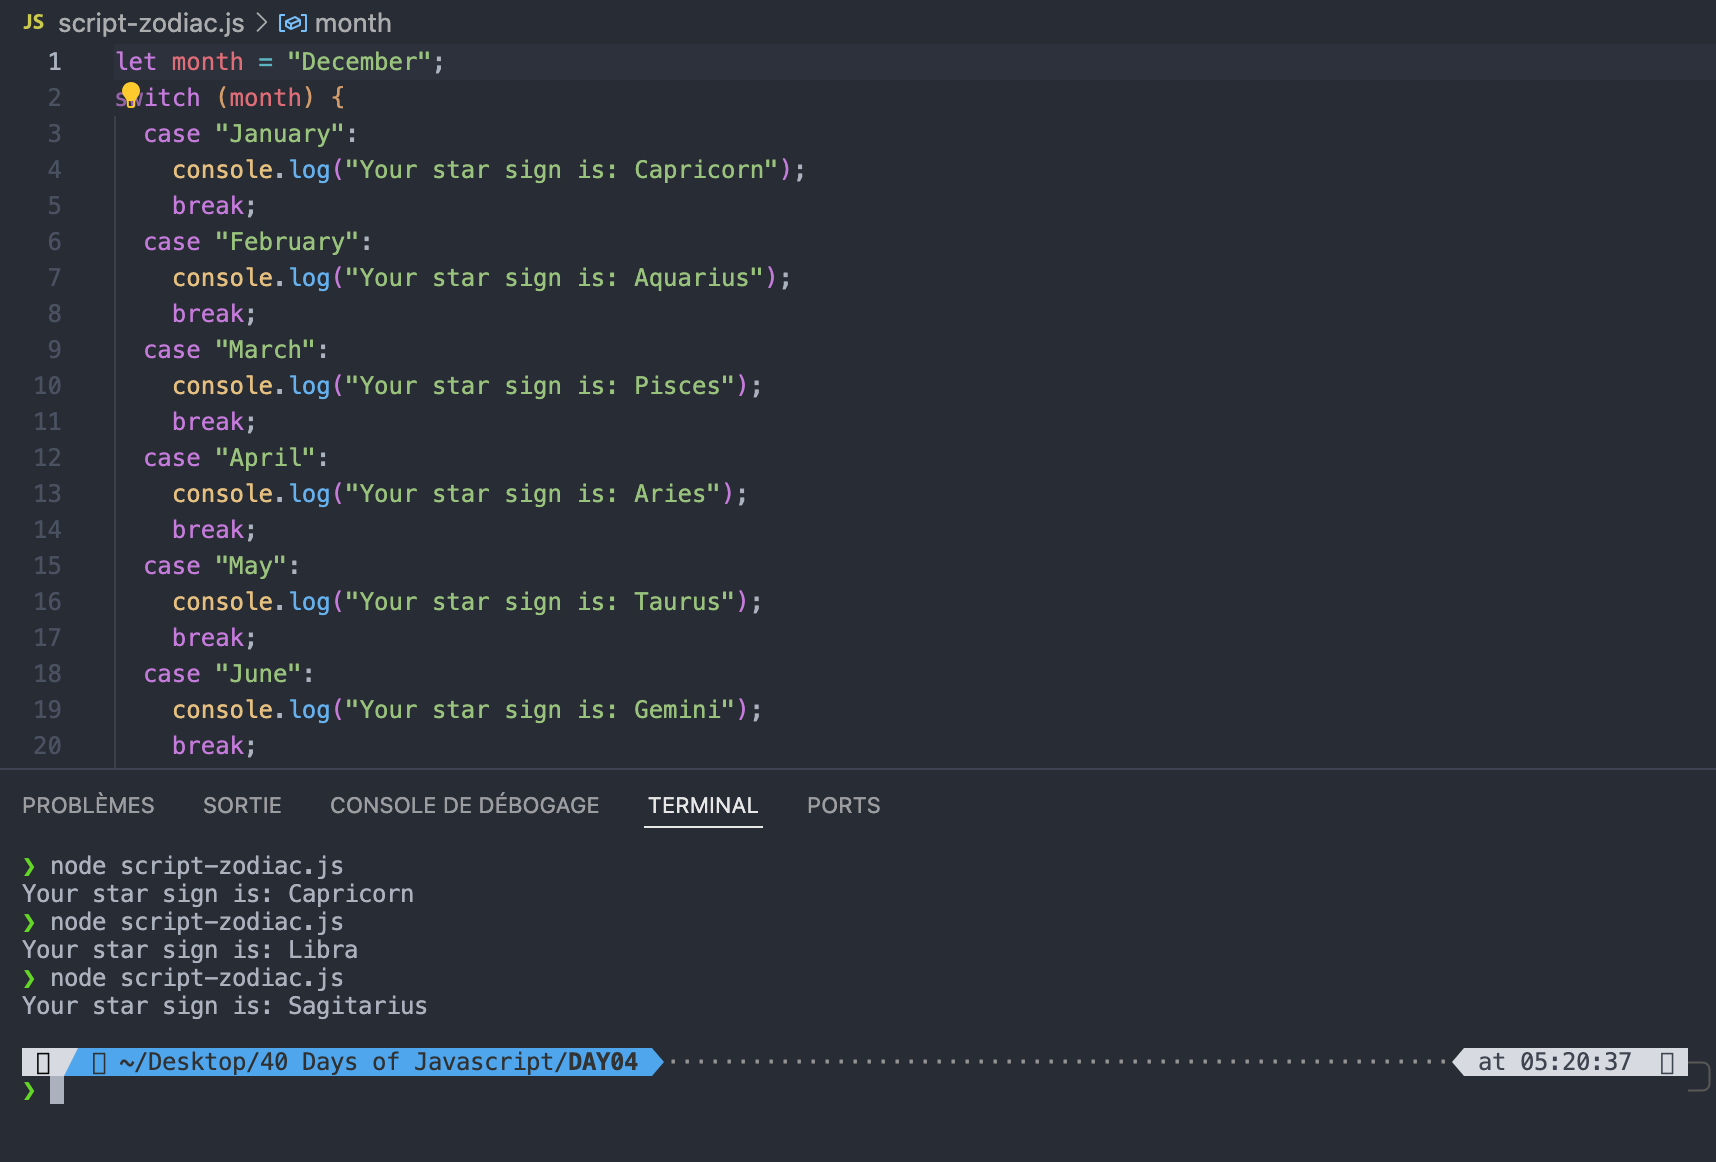 JS script-zodiac.js > month
1 let month = "December";
2 switch (month) {
3 case "January":
4 console.log("Your star sign is: Capricorn");
5 break;
6 case "February":
7 console.log("Your star sign is: Aquarius");
8 break;
9 case "March":
10 console.log("Your star sign is: Pisces");
11 break;
12 case "April":
13 console.log("Your star sign is: Aries");
14 break;
15 case "May":
16 console.log("Your star sign is: Taurus");
17 break;
18 case "June":
19 console.log("Your star sign is: Gemini");
20 break;
PROBLÈMES SORTIE CONSOLE DE DÉBOGAGE TERMINAL PORTS
❯ node script-zodiac.js
Your star sign is: Capricorn
❯ node script-zodiac.js
Your star sign is: Libra
❯ node script-zodiac.js
Your star sign is: Sagitarius
~/Desktop/40 Days of Javascript/DAY04 at 05:20:37
❯